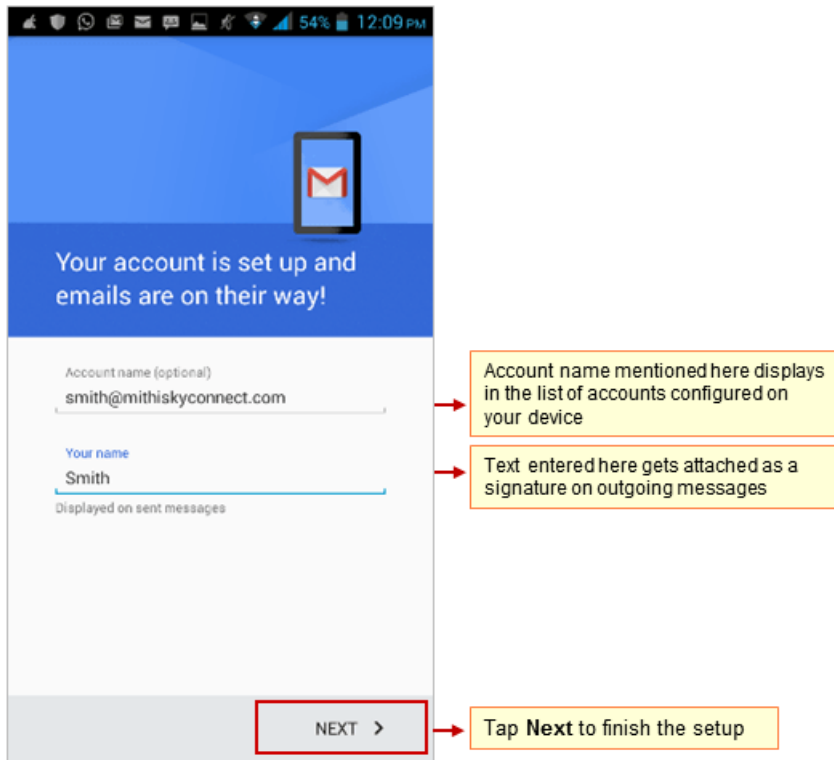 54% 12:09 PM
Your account is set up and
emails are on their way!
Account name (optional)
smith@mithiskyconnect.com
Account name mentioned here displays
in the list of accounts configured on
your device
Your name
Smith
Displayed on sent messages
Text entered here gets attached as a
signature on outgoing messages
NEXT >
Tap Next to finish the setup